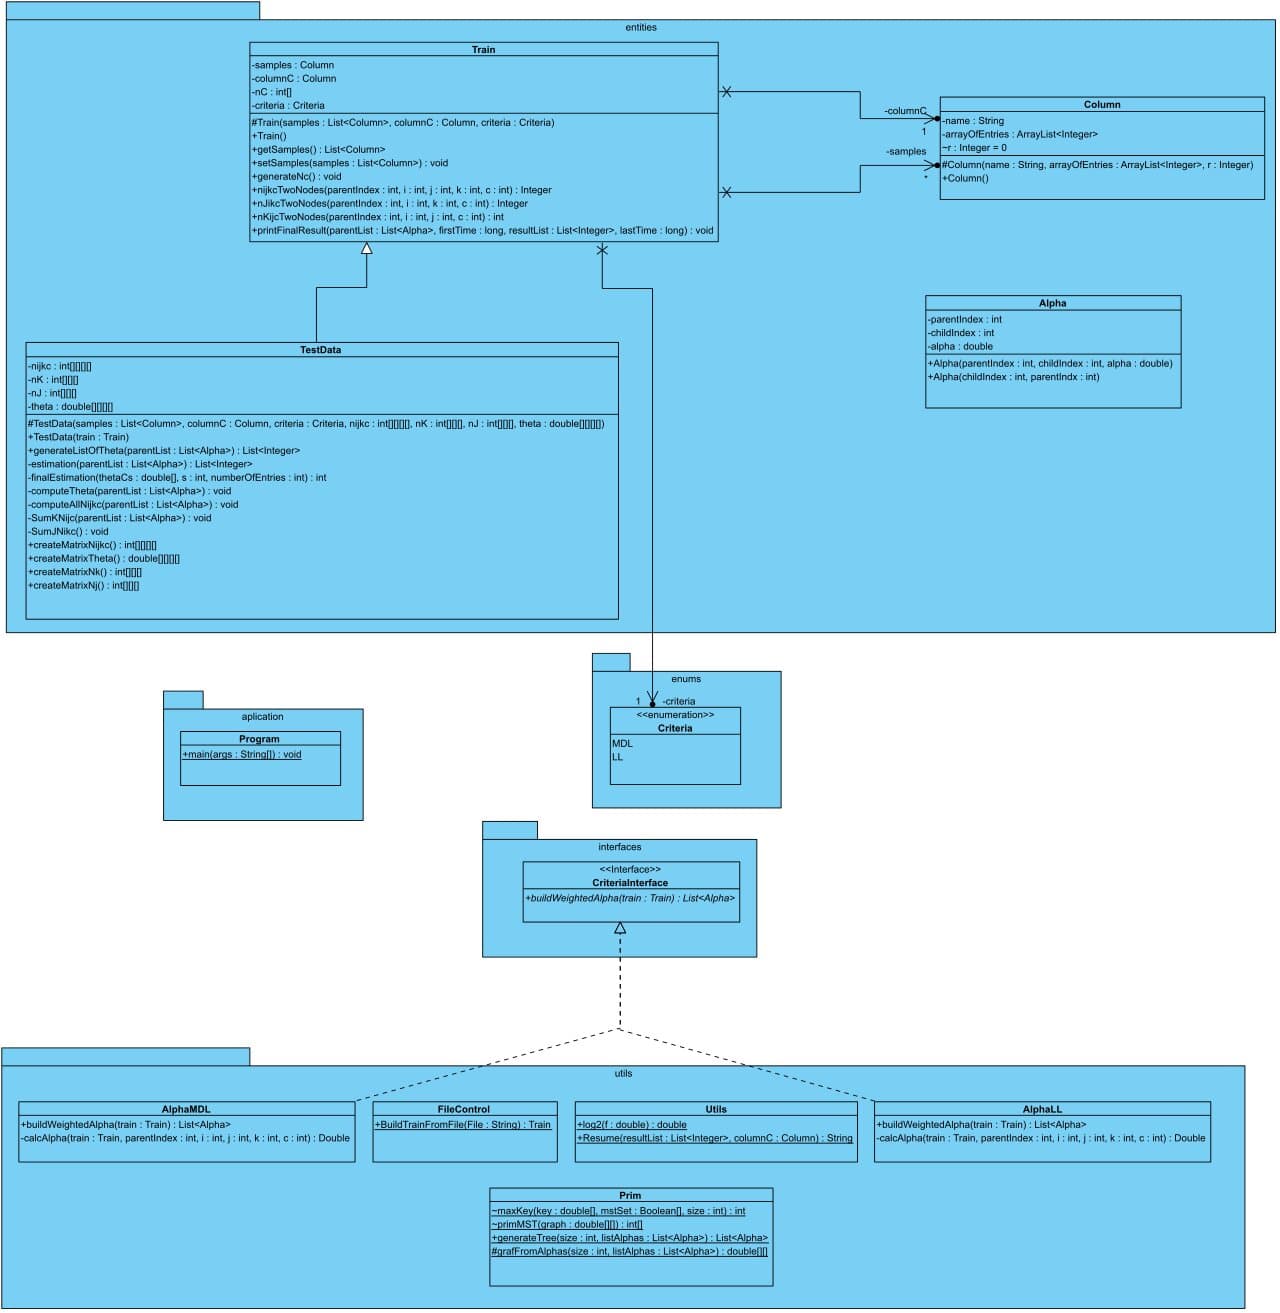 entities
Train
-samples : Column
-columnC : Column
-nC : int[]
-criteria : Criteria
#Train(samples : List<Column>, columnC : Column, criteria : Criteria)
+Train()
+getSamples() : List<Column>
+setSamples(samples : List<Column>) : void
+generateNc() : void
+nijkcTwoNodes(parentIndex : int, i : int, j : int, k : int, c : int) : Integer
+nJikcTwoNodes(parentIndex : int, i : int, k : int, c : int) : Integer
+nKijcTwoNodes(parentIndex : int, i : int, j : int, c : int) : int
+printFinalResult(parentList : List<Alpha>, firstTime : long, resultList : List<Integer>, lastTime : long) : void
-columnC
1
-samples
*
Column
-name : String
-arrayOfEntries : ArrayList<Integer>
~r : Integer = 0
#Column(name : String, arrayOfEntries : ArrayList<Integer>, r : Integer)
+Column()
Alpha
-parentIndex : int
-childIndex : int
-alpha : double
+Alpha(parentIndex : int, childIndex : int, alpha : double)
+Alpha(childIndex : int, parentIndx : int)
TestData
-nijkc : int[][][][]
-nK : int[][][]
-nJ : int[][][]
-theta : double[][][][]
#TestData(samples : List<Column>, columnC : Column, criteria : Criteria, nijkc : int[][][][], nK : int[][][], nJ : int[][][], theta : double[][][][])
+TestData(train : Train)
+generateListOfTheta(parentList : List<Alpha>) : List<Integer>
-estimation(parentList : List<Alpha>) : List<Integer>
-finalEstimation(thetaCs : double[], s : int, numberOfEntries : int) : int
-computeTheta(parentList : List<Alpha>) : void
-computeAllNijkc(parentList : List<Alpha>) : void
-SumKNijc(parentList : List<Alpha>) : void
-SumJNikc() : void
+createMatrixNijkc() : int[][][][]
+createMatrixTheta() : double[][][][]
+createMatrixNk() : int[][][]
+createMatrixNj() : int[][][]
enums
1
-criteria
<<enumeration>>
Criteria
MDL
LL
aplication
Program
+main(args : String[]) : void
interfaces
<<Interface>>
CriteriaInterface
+buildWeightedAlpha(train : Train) : List<Alpha>
utils
AlphaMDL
+buildWeightedAlpha(train : Train) : List<Alpha>
-calcAlpha(train : Train, parentIndex : int, i : int, j : int, k : int, c : int) : Double
FileControl
+BuildTrainFromFile(File : String) : Train
Utils
+log2(f : double) : double
+Resume(resultList : List<Integer>, columnC : Column) : String
AlphaLL
+buildWeightedAlpha(train : Train) : List<Alpha>
-calcAlpha(train : Train, parentIndex : int, i : int, j : int, k : int, c : int) : Double
Prim
~maxKey(key : double[], mstSet : Boolean[], size : int) : int
~primMST(graph : double[][]) : int[]
+generateTree(size : int, listAlphas : List<Alpha>) : List<Alpha>
#grafFromAlphas(size : int, listAlphas : List<Alpha>) : double[][]